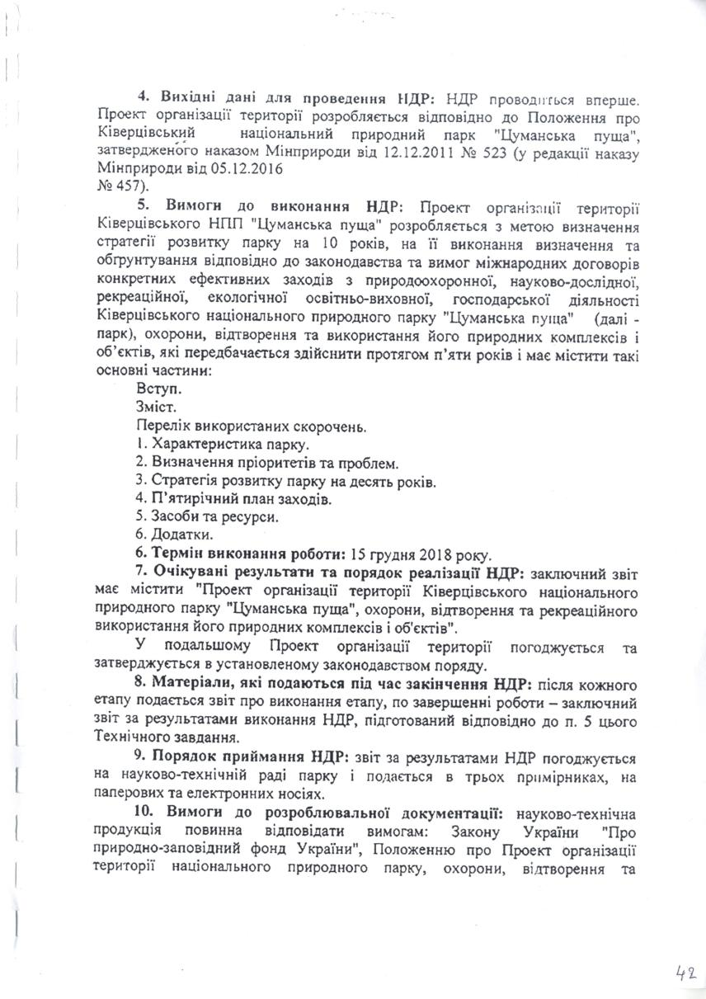 4. Вихідні дані для проведення НДР: НДР проводиться вперше.
Проект організації території розробляється відповідно до Положення про
Ківерцівський національний природний парк "Цуманська пуща",
затвердженого наказом Мінприроди від 12.12.2011 № 523 (у редакції наказу
Мінприроди від 05.12.2016
№ 457).
5. Вимоги до виконання НДР: Проект організації території
Ківерцівського НПП "Цуманська пуща" розробляється з метою визначення
стратегії розвитку парку на 10 років, на її виконання визначення та
обґрунтування відповідно до законодавства та вимог міжнародних договорів
конкретних ефективних заходів з природоохоронної, науково-дослідної,
рекреаційної, екологічної освітньо-виховної, господарської діяльності
Ківерцівського національного природного парку "Цуманська пуща" (далі -
парк), охорони, відтворення та використання його природних комплексів і
об’єктів, які передбачається здійснити протягом п’яти років і має містити такі
основні частини:
Вступ.
Зміст.
Перелік використаних скорочень.
1. Характеристика парку.
2. Визначення пріоритетів та проблем.
3. Стратегія розвитку парку на десять років.
4. П’ятирічний план заходів.
5. Засоби та ресурси.
6. Додатки.
6. Термін виконання роботи: 15 грудня 2018 року.
7. Очікувані результати та порядок реалізації НДР: заключний звіт
має містити "Проект організації території Ківерцівського національного
природного парку "Цуманська пуща", охорони, відтворення та рекреаційного
використання його природних комплексів і об'єктів".
У подальшому Проект організації території погоджується та
затверджується в установленому законодавством поряду.
8. Матеріали, які подаються під час закінчення НДР: після кожного
етапу подається звіт про виконання етапу, по завершенні роботи – заключний
звіт за результатами виконання НДР, підготований відповідно до п. 5 цього
Технічного завдання.
9. Порядок приймання НДР: звіт за результатами НДР погоджується
на науково-технічній раді парку і подається в трьох примірниках, на
паперових та електронних носіях.
10. Вимоги до розроблювальної документації: науково-технічна
продукція повинна відповідати вимогам: Закону України "Про
природно-заповідний фонд України", Положенню про Проект організації
території національного природного парку, охорони, відтворення та
42